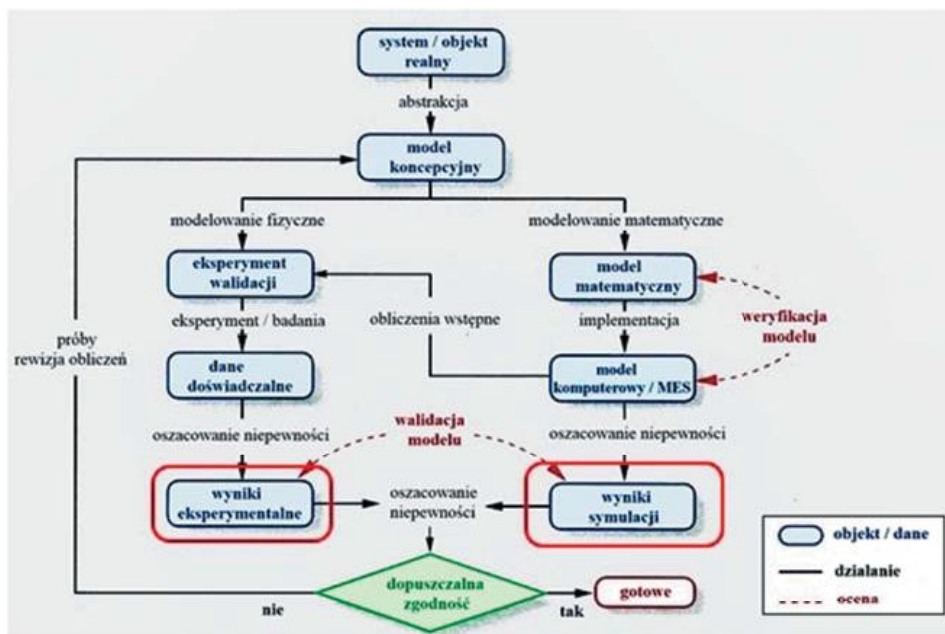 system / objekt
realny
abstrakcja
model
koncepcyjny
modelowanie fizyczne
modelowanie matematyczne
eksperyment
walidacji
model
matematyczny
eksperyment / badania
obliczenia wstępne
implementacja
weryfikacja
modelu
próby
rewizja obliczeń
dane
doświadczalne
model
komputerowy / MES
walidacja
modelu
oszacowanie niepewności
oszacowanie niepewności
wyniki
eksperymentalne
oszacowanie
niepewności
wyniki
symulacji
dopuszczalna
zgodność
nie
tak
gotowe
objekt / dane
działanie
ocena